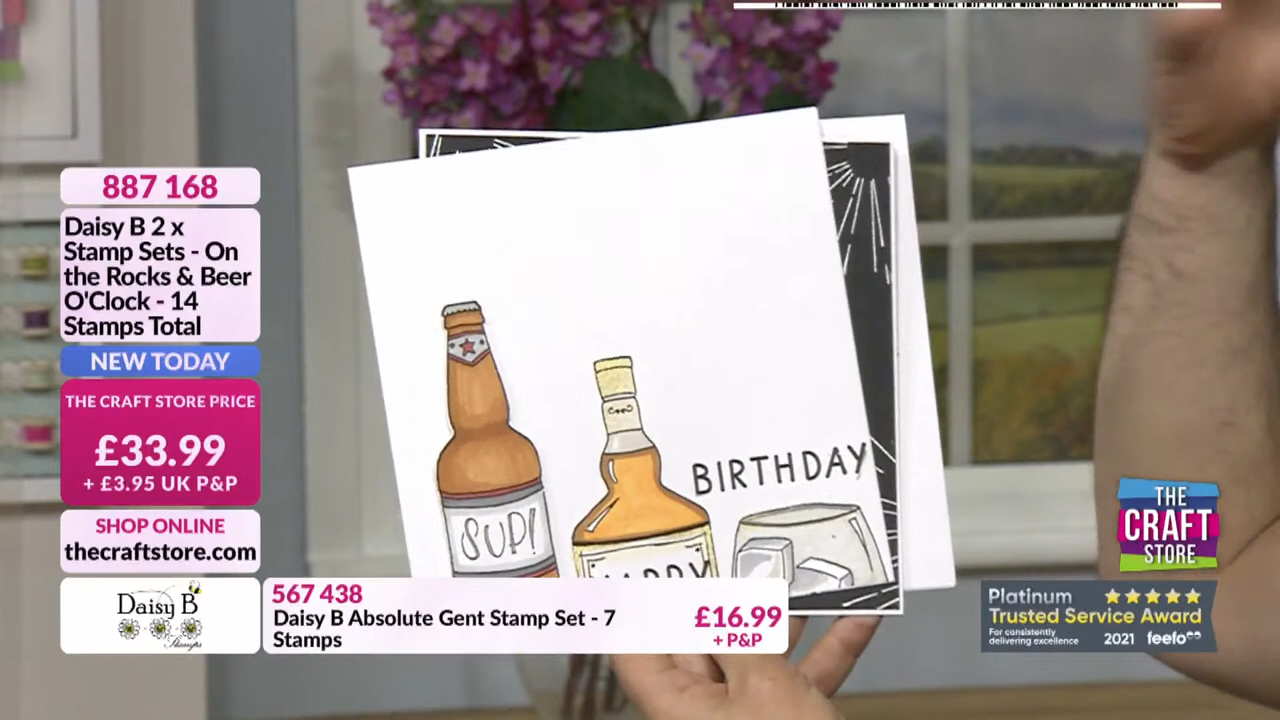 887 168
Daisy B 2 x
Stamp Sets - On
the Rocks & Beer
O'Clock - 14
Stamps Total
NEW TODAY
THE CRAFT STORE PRICE
£33.99
+ £3.95 UK P&P
SHOP ONLINE
thecraftstore.com
Daisy B
Stamps
567 438
Daisy B Absolute Gent Stamp Set - 7
Stamps
£16.99
+ P&P
SUP!
HAPPY
BIRTHDAY
THE
CRAFT
STORE
Platinum
Trusted Service Award
For consistently
delivering excellence
2021 feefo